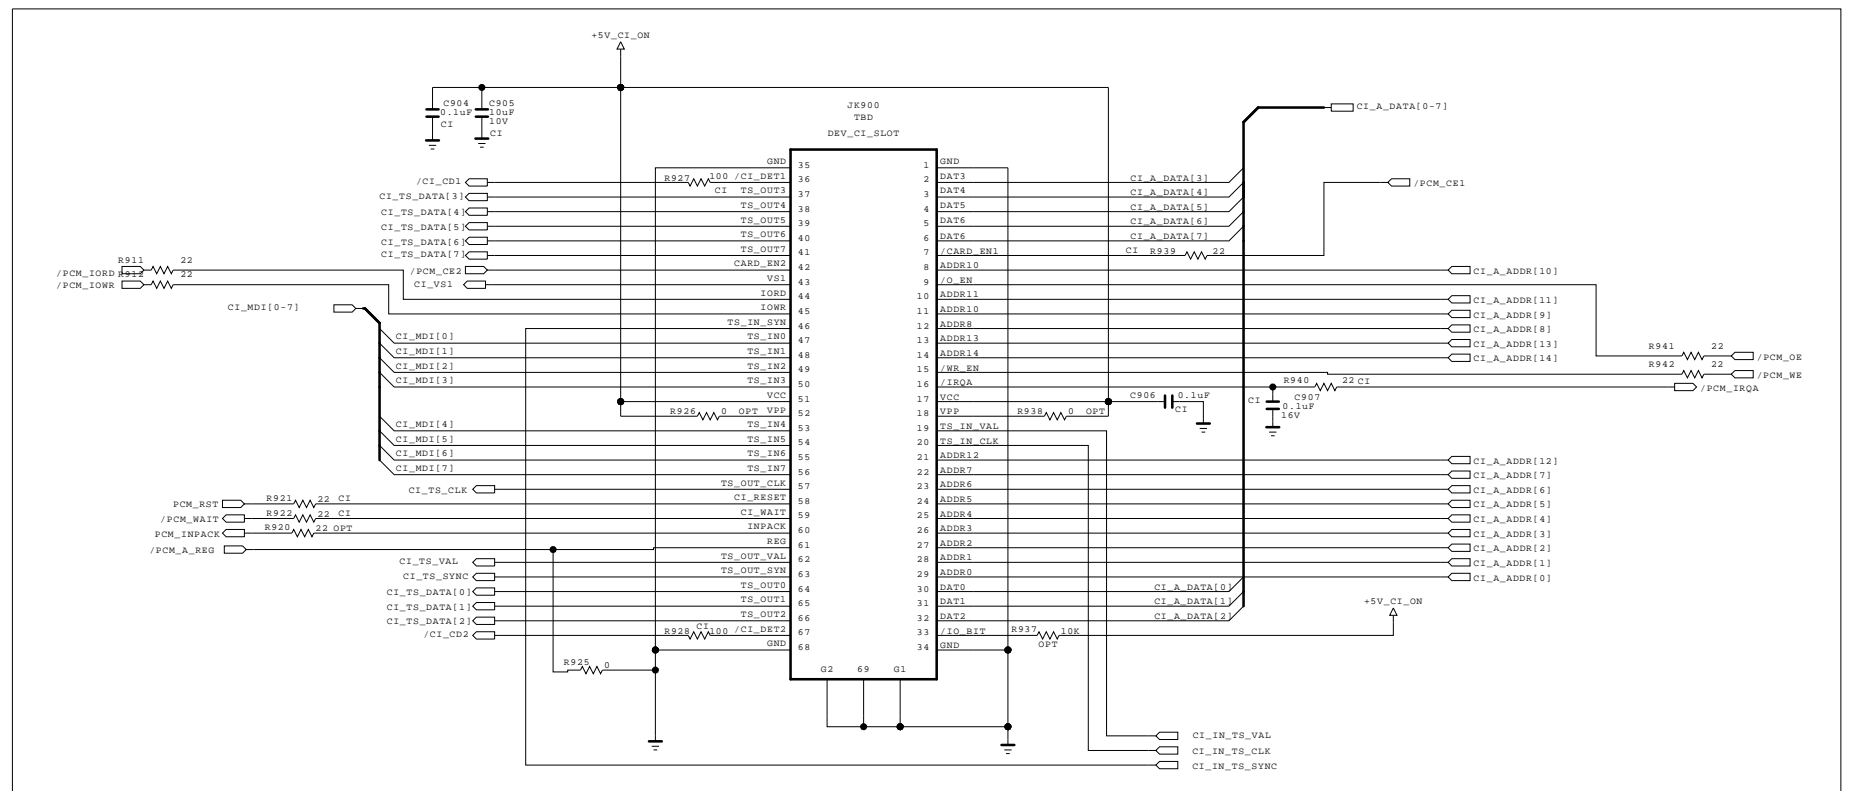 +5V_CI_ON
C904
0.1uF
CI
C905
10uF
10V
CI
JK900
TBD
DEV_CI_SLOT
CI_A_DATA[0-7]
GND 35
1 GND
/CI_CD1 R927 100 /CI_DET1 36
2 DAT3 CI_A_DATA[3]
/PCM_CE1
CI_TS_DATA[3] CI TS_OUT3 37
3 DAT4 CI_A_DATA[4]
CI_TS_DATA[4] TS_OUT4 38
4 DAT5 CI_A_DATA[5]
CI_TS_DATA[5] TS_OUT5 39
5 DAT6 CI_A_DATA[6]
CI_TS_DATA[6] TS_OUT6 40
6 DAT6 CI_A_DATA[7]
CI_TS_DATA[7] TS_OUT7 41
7 /CARD_EN1 CI R939 22
R911 22
/PCM_IORD
/PCM_CE2 CARD_EN2 42
8 ADDR10 CI_A_ADDR[10]
R912 22
/PCM_IOWR
CI_VS1 VS1 43
9 /O_EN
IORD 44
10 ADDR11 CI_A_ADDR[11]
CI_MDI[0-7]
IOWR 45
11 ADDR10 CI_A_ADDR[9]
TS_IN_SYN 46
12 ADDR8 CI_A_ADDR[8]
CI_MDI[0] TS_IN0 47
13 ADDR13 CI_A_ADDR[13]
CI_MDI[1] TS_IN1 48
14 ADDR14 CI_A_ADDR[14]
R941 22 /PCM_OE
CI_MDI[2] TS_IN2 49
15 /WR_EN R942 22 /PCM_WE
CI_MDI[3] TS_IN3 50
16 /IRQA R940 22 CI /PCM_IRQA
VCC 51
17 VCC C906 0.1uF
CI
CI C907
0.1uF
16V
R926 0 OPT VPP 52
18 VPP R938 0 OPT
CI_MDI[4] TS_IN4 53
19 TS_IN_VAL
CI_MDI[5] TS_IN5 54
20 TS_IN_CLK
CI_MDI[6] TS_IN6 55
21 ADDR12 CI_A_ADDR[12]
CI_MDI[7] TS_IN7 56
22 ADDR7 CI_A_ADDR[7]
CI_TS_CLK TS_OUT_CLK 57
23 ADDR6 CI_A_ADDR[6]
PCM_RST R921 22 CI CI_RESET 58
24 ADDR5 CI_A_ADDR[5]
/PCM_WAIT R922 22 CI CI_WAIT 59
25 ADDR4 CI_A_ADDR[4]
PCM_INPACK R920 22 OPT INPACK 60
26 ADDR3 CI_A_ADDR[3]
/PCM_A_REG REG 61
27 ADDR2 CI_A_ADDR[2]
CI_TS_VAL TS_OUT_VAL 62
28 ADDR1 CI_A_ADDR[1]
CI_TS_SYNC TS_OUT_SYN 63
29 ADDR0 CI_A_ADDR[0]
CI_TS_DATA[0] TS_OUT0 64
30 DAT0 CI_A_DATA[0]
CI_TS_DATA[1] TS_OUT1 65
31 DAT1 CI_A_DATA[1]
+5V_CI_ON
CI_TS_DATA[2] TS_OUT2 66
32 DAT2 CI_A_DATA[2]
/CI_CD2 R928 CI 100 /CI_DET2 67
33 /IO_BIT R937 10K
OPT
GND 68
34 GND
R925 0
G2 69 G1
CI_IN_TS_VAL
CI_IN_TS_CLK
CI_IN_TS_SYNC